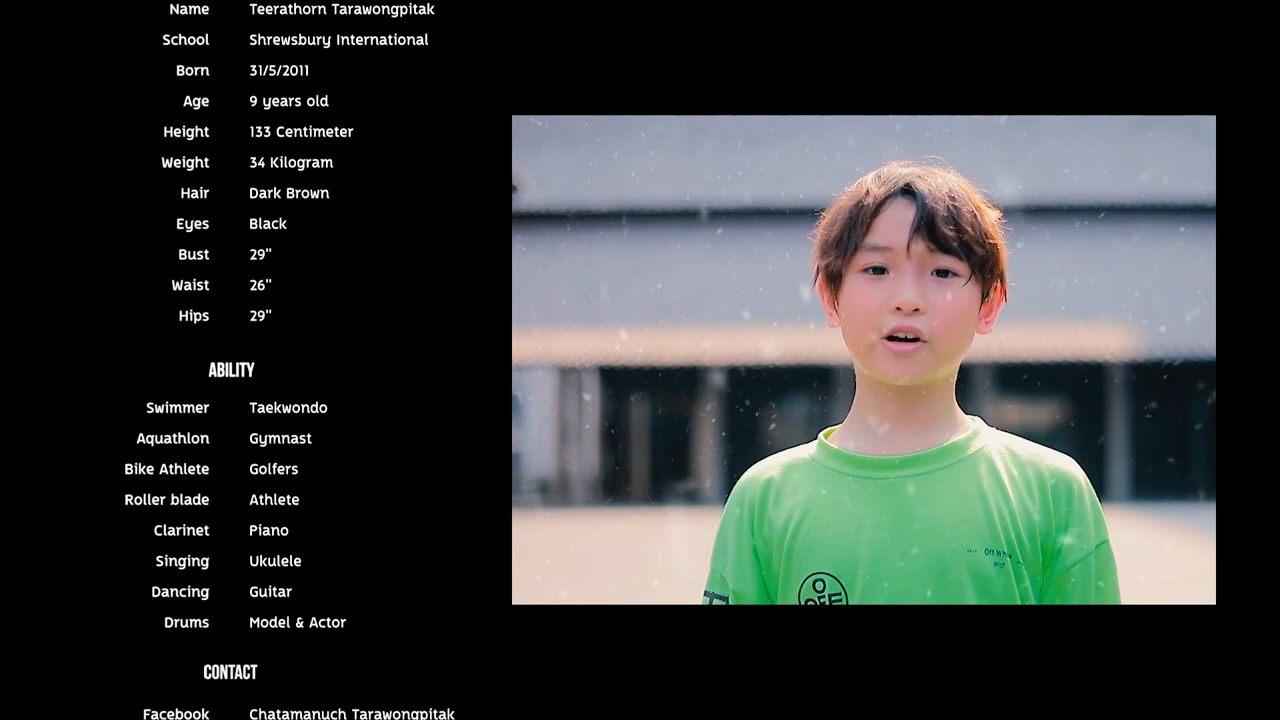 Name Teerathorn Tarawongpitak
School Shrewsbury International
Born 31/5/2011
Age 9 years old
Height 133 Centimeter
Weight 34 Kilogram
Hair Dark Brown
Eyes Black
Bust 29"
Waist 26"
Hips 29"
ABILITY
Swimmer Taekwondo
Aquathlon Gymnast
Bike Athlete Golfers
Roller blade Athlete
Clarinet Piano
Singing Ukulele
Dancing Guitar
Drums Model & Actor
CONTACT
Facebook Chatamanuch Tarawongpitak